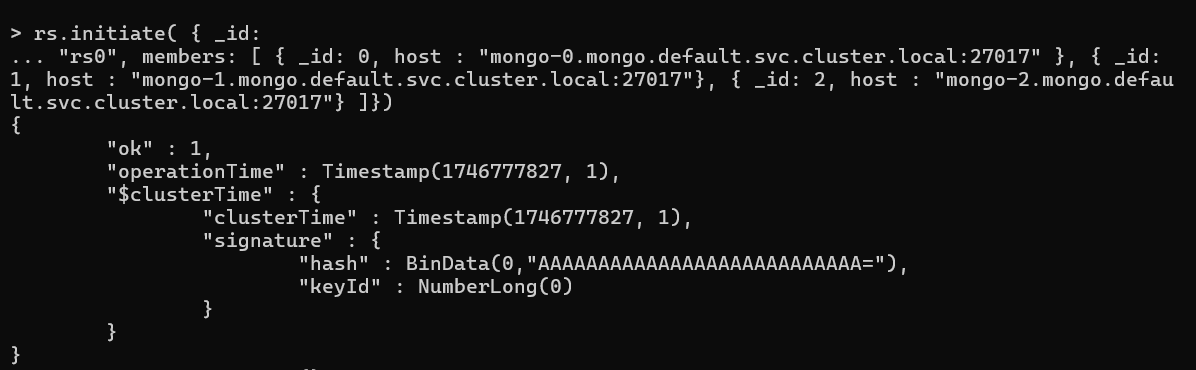 > rs.initiate( { _id:
... "rs0", members: [ { _id: 0, host : "mongo-0.mongo.default.svc.cluster.local:27017" }, { _id:
1, host : "mongo-1.mongo.default.svc.cluster.local:27017"}, { _id: 2, host : "mongo-2.mongo.defau
lt.svc.cluster.local:27017"} ]})
{
        "ok" : 1,
        "operationTime" : Timestamp(1746777827, 1),
        "$clusterTime" : {
                "clusterTime" : Timestamp(1746777827, 1),
                "signature" : {
                        "hash" : BinData(0,"AAAAAAAAAAAAAAAAAAAAAAAAAAA="),
                        "keyId" : NumberLong(0)
                }
        }
}